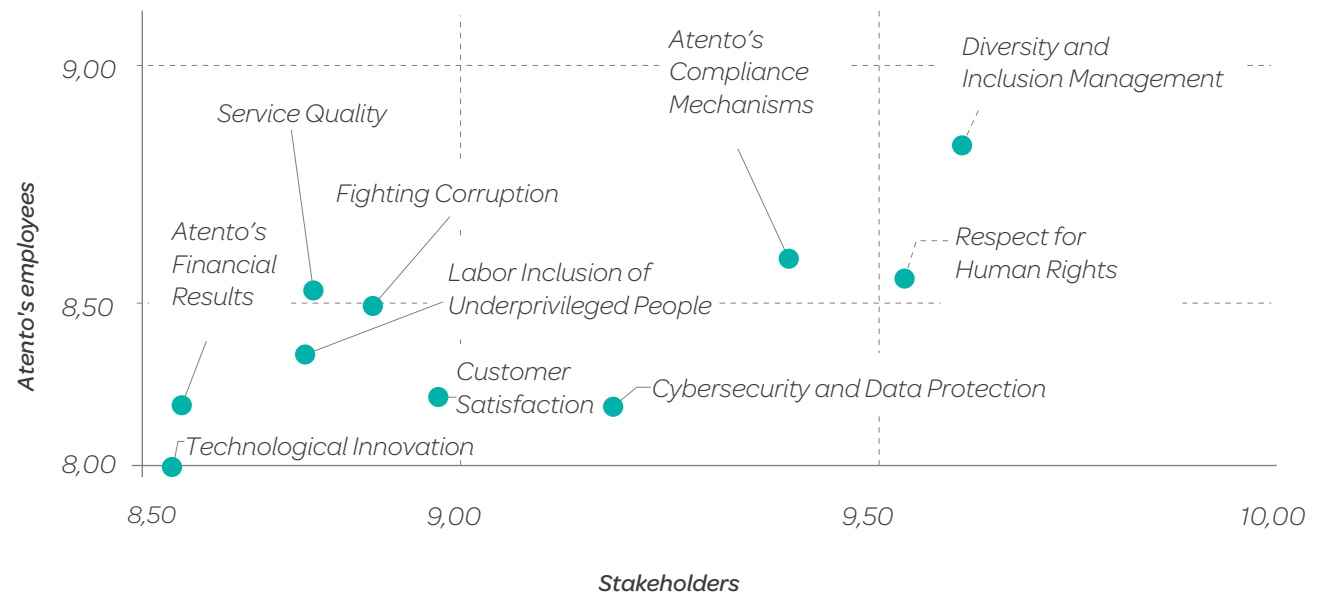 Atento’s
Compliance
Mechanisms
Diversity and
Inclusion Management
9,00
Service Quality
Fighting Corruption
Atento’s
Financial
Results
Respect for
Human Rights
Labor Inclusion of
Underprivileged People
8,50
Atento's employees
Customer
Satisfaction
Cybersecurity and Data Protection
Technological Innovation
8,00
8,50
9,00
9,50
10,00
Stakeholders